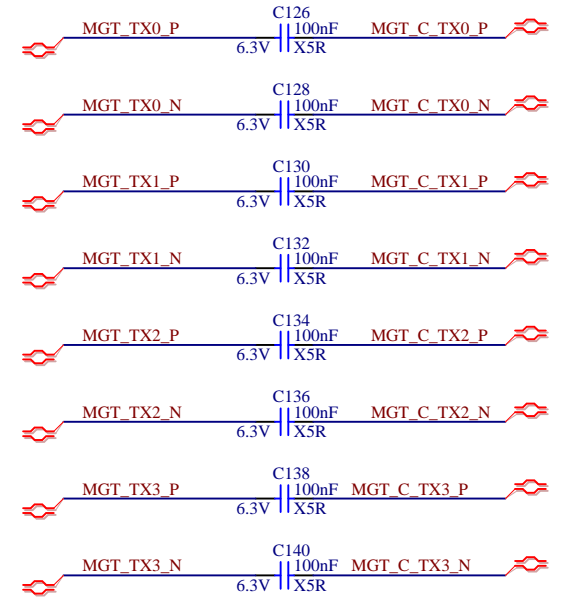 C126
MGT_TX0_P 100nF MGT_C_TX0_P
6.3V X5R
C128
MGT_TX0_N 100nF MGT_C_TX0_N
6.3V X5R
C130
MGT_TX1_P 100nF MGT_C_TX1_P
6.3V X5R
C132
MGT_TX1_N 100nF MGT_C_TX1_N
6.3V X5R
C134
MGT_TX2_P 100nF MGT_C_TX2_P
6.3V X5R
C136
MGT_TX2_N 100nF MGT_C_TX2_N
6.3V X5R
C138
MGT_TX3_P 100nF MGT_C_TX3_P
6.3V X5R
C140
MGT_TX3_N 100nF MGT_C_TX3_N
6.3V X5R